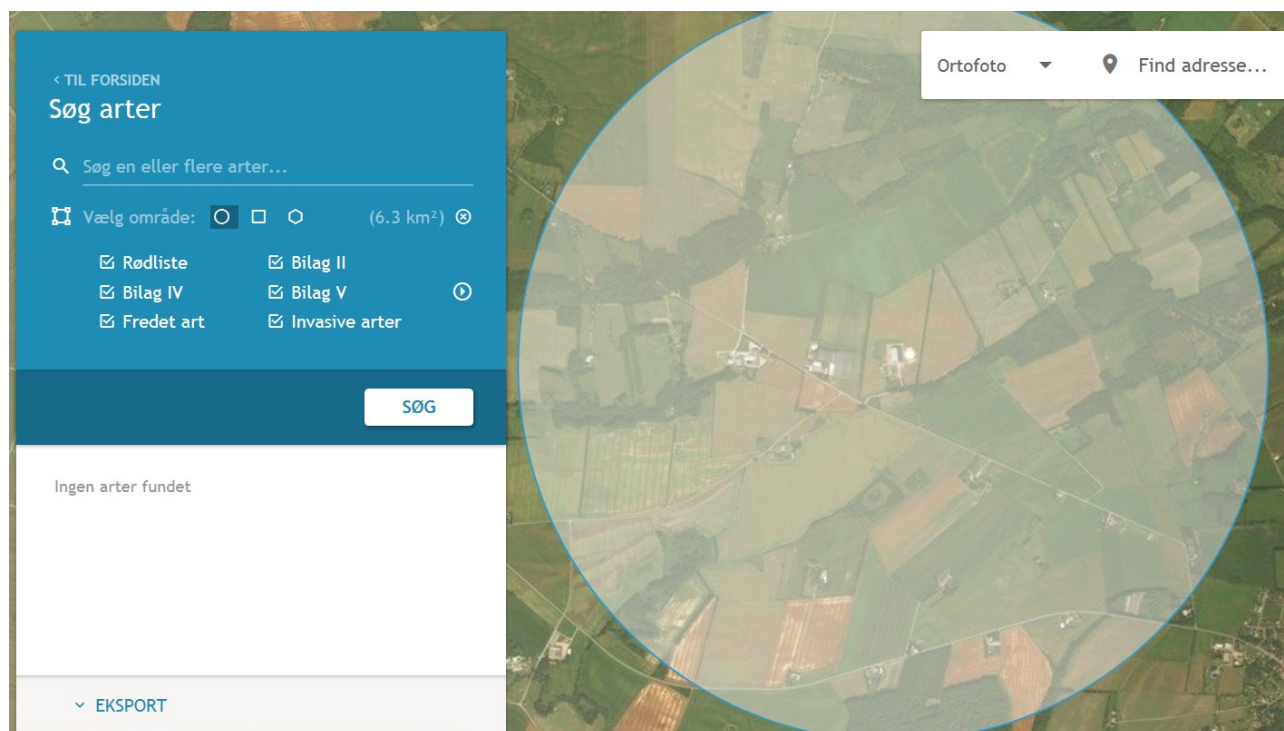 < TIL FORSIDEN
Søg arter
Søg en eller flere arter...
Vælg område: (6.3 km²)
Rødliste Bilag II
Bilag IV Bilag V
Fredet art Invasive arter
SØG
Ingen arter fundet
EKSPORT
Ortofoto Find adresse...